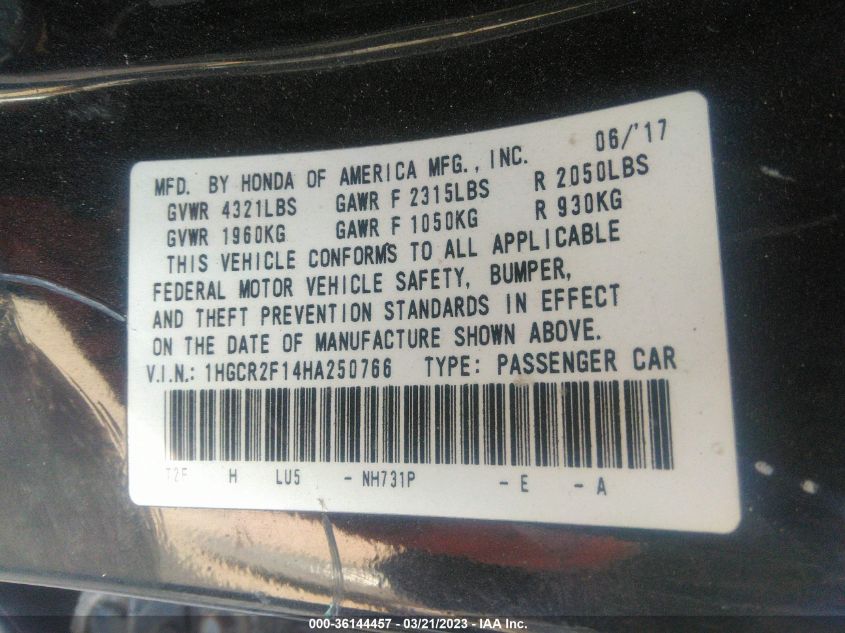 06/'17
MFD. BY HONDA OF AMERICA MFG., INC.
GVWR 4321LBS GAWR F 2315LBS R 2050LBS
GVWR 1960KG GAWR F 1050KG R 930KG
THIS VEHICLE CONFORMS TO ALL APPLICABLE
FEDERAL MOTOR VEHICLE SAFETY, BUMPER,
AND THEFT PREVENTION STANDARDS IN EFFECT
ON THE DATE OF MANUFACTURE SHOWN ABOVE.
V.I.N.: 1HGCR2F14HA250766 TYPE: PASSENGER CAR
H LU5 - NH731P - E - A
000-36144457 - 03/21/2023 - IAA Inc.